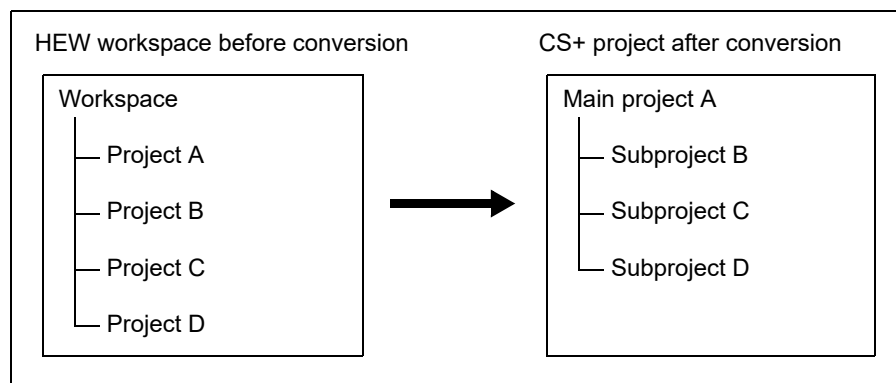 HEW workspace before conversion
CS+ project after conversion
Workspace
Project A
Project B
Project C
Project D
Main project A
Subproject B
Subproject C
Subproject D